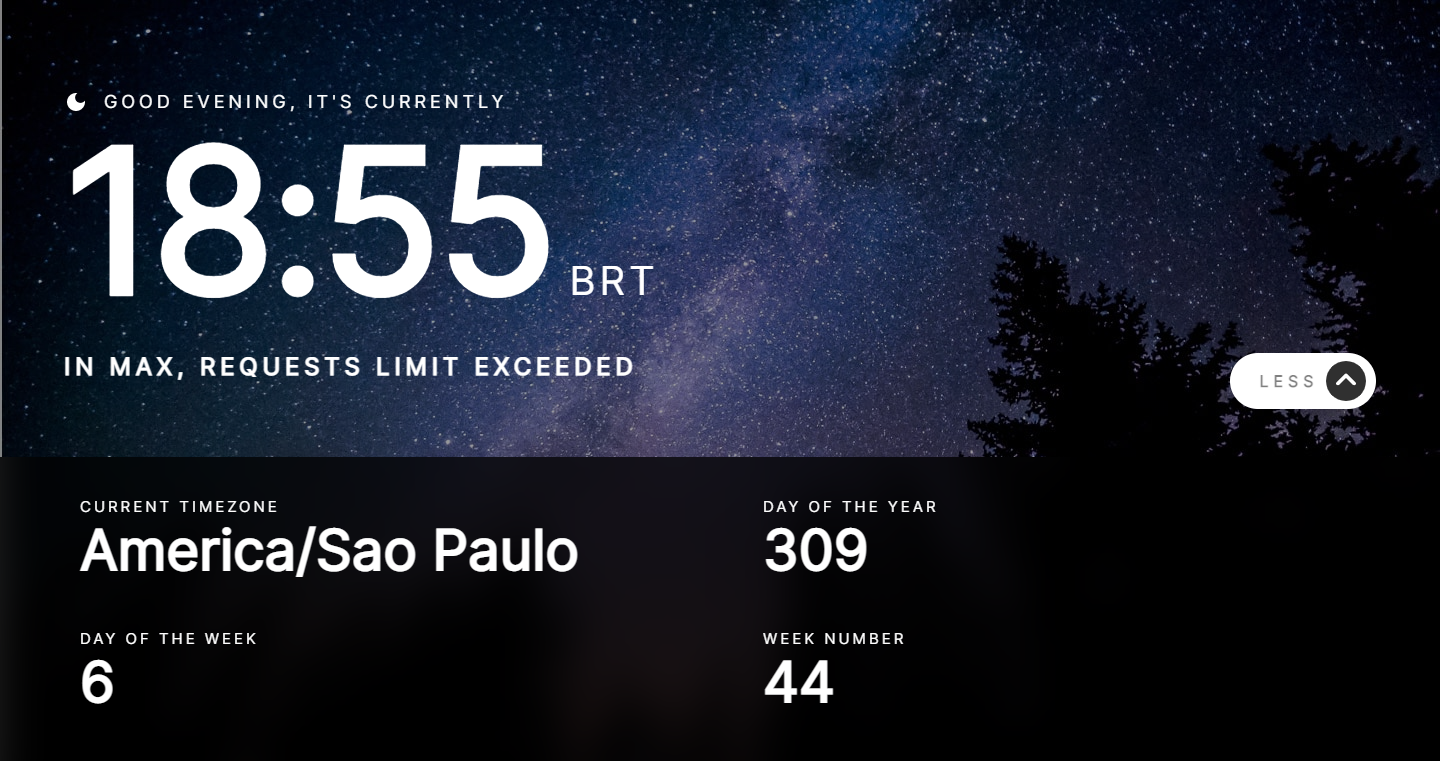 GOOD EVENING, IT'S CURRENTLY
18:55 BRT
IN MAX, REQUESTS LIMIT EXCEEDED
LESS
CURRENT TIMEZONE
America/Sao Paulo
DAY OF THE YEAR
309
DAY OF THE WEEK
6
WEEK NUMBER
44